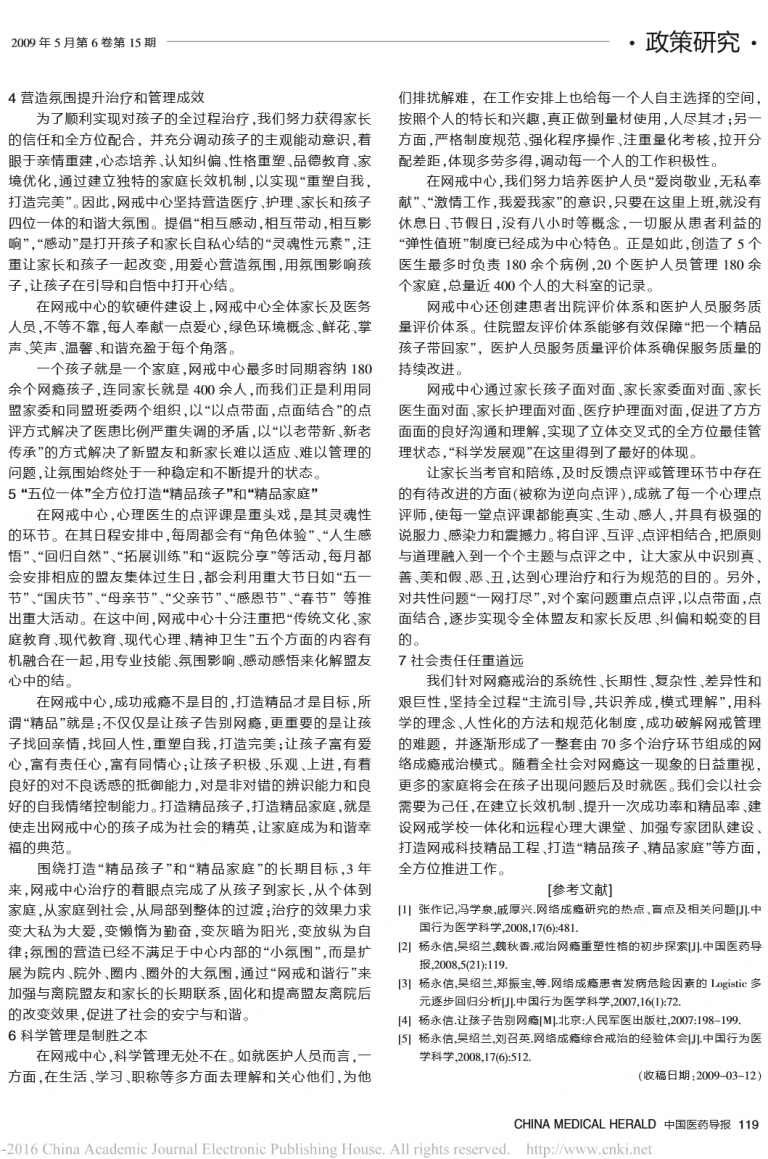 2009 年 5 月第 6 卷第 15 期
·政策研究·
4 营造氛围提升治疗和管理成效
为了顺利实现对孩子的全过程治疗,我们努力获得家长
的信任和全方位配合，并充分调动孩子的主观能动意识,着
眼于亲情重建,心态培养、认知纠偏、性格重塑、品德教育、家
境优化,通过建立独特的家庭长效机制,以实现“重塑自我,
打造完美”。因此,网戒中心坚持营造医疗、护理、家长和孩子
四位一体的和谐大氛围。提倡“相互感动,相互带动,相互影
响”,“感动”是打开孩子和家长自私心结的“灵魂性元素”,注
重让家长和孩子一起改变,用爱心营造氛围,用氛围影响孩
子,让孩子在引导和自悟中打开心结。
在网戒中心的软硬件建设上,网戒中心全体家长及医务
人员,不等不靠,每人奉献一点爱心,绿色环境概念、鲜花、掌
声、笑声、温馨、和谐充盈于每个角落。
一个孩子就是一个家庭,网戒中心最多时同期容纳 180
余个网瘾孩子,连同家长就是 400 余人,而我们正是利用同
盟家委和同盟班委两个组织,以“以点带面,点面结合”的点
评方式解决了医患比例严重失调的矛盾,以“以老带新、新老
传承”的方式解决了新盟友和新家长难以适应、难以管理的
问题,让氛围始终处于一种稳定和不断提升的状态。
5 “五位一体”全方位打造“精品孩子”和“精品家庭”
在网戒中心,心理医生的点评课是重头戏,是其灵魂性
的环节。在其日程安排中,每周都会有“角色体验”、“人生感
悟”、“回归自然”、“拓展训练”和“返院分享”等活动,每月都
会安排相应的盟友集体过生日,都会利用重大节日如“五一
节”、“国庆节”、“母亲节”、“父亲节”、“感恩节”、“春节” 等推
出重大活动。在这中间,网戒中心十分注重把“传统文化、家
庭教育、现代教育、现代心理、精神卫生”五个方面的内容有
机融合在一起,用专业技能、氛围影响、感动感悟来化解盟友
心中的结。
在网戒中心,成功戒瘾不是目的,打造精品才是目标,所
谓“精品”就是:不仅仅是让孩子告别网瘾,更重要的是让孩
子找回亲情,找回人性,重塑自我,打造完美;让孩子富有爱
心,富有责任心,富有同情心;让孩子积极、乐观、上进,有着
良好的对不良诱惑的抵御能力,对是非对错的辨识能力和良
好的自我情绪控制能力。打造精品孩子,打造精品家庭,就是
使走出网戒中心的孩子成为社会的精英,让家庭成为和谐幸
福的典范。
围绕打造“精品孩子”和“精品家庭”的长期目标,3 年
来,网戒中心治疗的着眼点完成了从孩子到家长,从个体到
家庭,从家庭到社会,从局部到整体的过渡;治疗的效果力求
变大私为大爱,变懒惰为勤奋,变灰暗为阳光,变放纵为自
律;氛围的营造已经不满足于中心内部的“小氛围”,而是扩
展为院内、院外、圈内、圈外的大氛围,通过“网戒和谐行”来
加强与离院盟友和家长的长期联系,固化和提高盟友离院后
的改变效果,促进了社会的安宁与和谐。
6 科学管理是制胜之本
在网戒中心,科学管理无处不在。如就医护人员而言,一
方面,在生活、学习、职称等多方面去理解和关心他们,为他
们排忧解难，在工作安排上也给每一个人自主选择的空间,
按照个人的特长和兴趣,真正做到量材使用,人尽其才;另一
方面,严格制度规范、强化程序操作、注重量化考核,拉开分
配差距,体现多劳多得,调动每一个人的工作积极性。
在网戒中心,我们努力培养医护人员“爱岗敬业,无私奉
献”、“激情工作,我爱我家”的意识,只要在这里上班,就没有
休息日、节假日,没有八小时等概念,一切服从患者利益的
“弹性值班”制度已经成为中心特色。正是如此,创造了 5 个
医生最多时负责 180 余个病例,20 个医护人员管理 180 余
个家庭,总量近 400 个人的大科室的记录。
网戒中心还创建患者出院评价体系和医护人员服务质
量评价体系。住院盟友评价体系能够有效保障“把一个精品
孩子带回家”，医护人员服务质量评价体系确保服务质量的
持续改进。
网戒中心通过家长孩子面对面、家长家委面对面、家长
医生面对面、家长护理面对面、医疗护理面对面,促进了方方
面面的良好沟通和理解,实现了立体交叉式的全方位最佳管
理状态,“科学发展观”在这里得到了最好的体现。
让家长当考官和陪练,及时反馈点评或管理环节中存在
的有待改进的方面(被称为逆向点评),成就了每一个心理点
评师,使每一堂点评课都能真实、生动、感人,并具有极强的
说服力、感染力和震撼力。将自评、互评、点评相结合,把原则
与道理融入到一个个主题与点评之中，让大家从中识别真、
善、美和假、恶、丑,达到心理治疗和行为规范的目的。另外,
对共性问题“一网打尽”,对个案问题重点点评,以点带面,点
面结合,逐步实现令全体盟友和家长反思、纠偏和蜕变的目
的。
7 社会责任任重道远
我们针对网瘾戒治的系统性、长期性、复杂性、差异性和
艰巨性,坚持全过程“主流引导,共识养成,模式理解”,用科
学的理念、人性化的方法和规范化制度,成功破解网戒管理
的难题，并逐渐形成了一整套由 70 多个治疗环节组成的网
络成瘾戒治模式。随着全社会对网瘾这一现象的日益重视,
更多的家庭将会在孩子出现问题后及时就医。我们会以社会
需要为己任,在建立长效机制、提升一次成功率和精品率、建
设网戒学校一体化和远程心理大课堂、加强专家团队建设、
打造网戒科技精品工程、打造“精品孩子、精品家庭”等方面,
全方位推进工作。
[参考文献]
[1] 张作记,冯学泉,戚厚兴.网络成瘾研究的热点、盲点及相关问题[J].中
国行为医学科学,2008,17(6):481.
[2] 杨永信,吴绍兰,魏秋香.戒治网瘾重塑性格的初步探索[J].中国医药导
报,2008,5(21):119.
[3] 杨永信,吴绍兰,郑振宝,等.网络成瘾患者发病危险因素的 Logistic 多
元逐步回归分析[J].中国行为医学科学,2007,16(1):72.
[4] 杨永信.让孩子告别网瘾[M].北京:人民军医出版社,2007:198–199.
[5] 杨永信,吴绍兰,刘召英.网络成瘾综合戒治的经验体会[J].中国行为医
学科学,2008,17(6):512.
(收稿日期:2009–03–12)
CHINA MEDICAL HERALD 中国医药导报 119
-2016 China Academic Journal Electronic Publishing House. All rights reserved. http://www.cnki.net